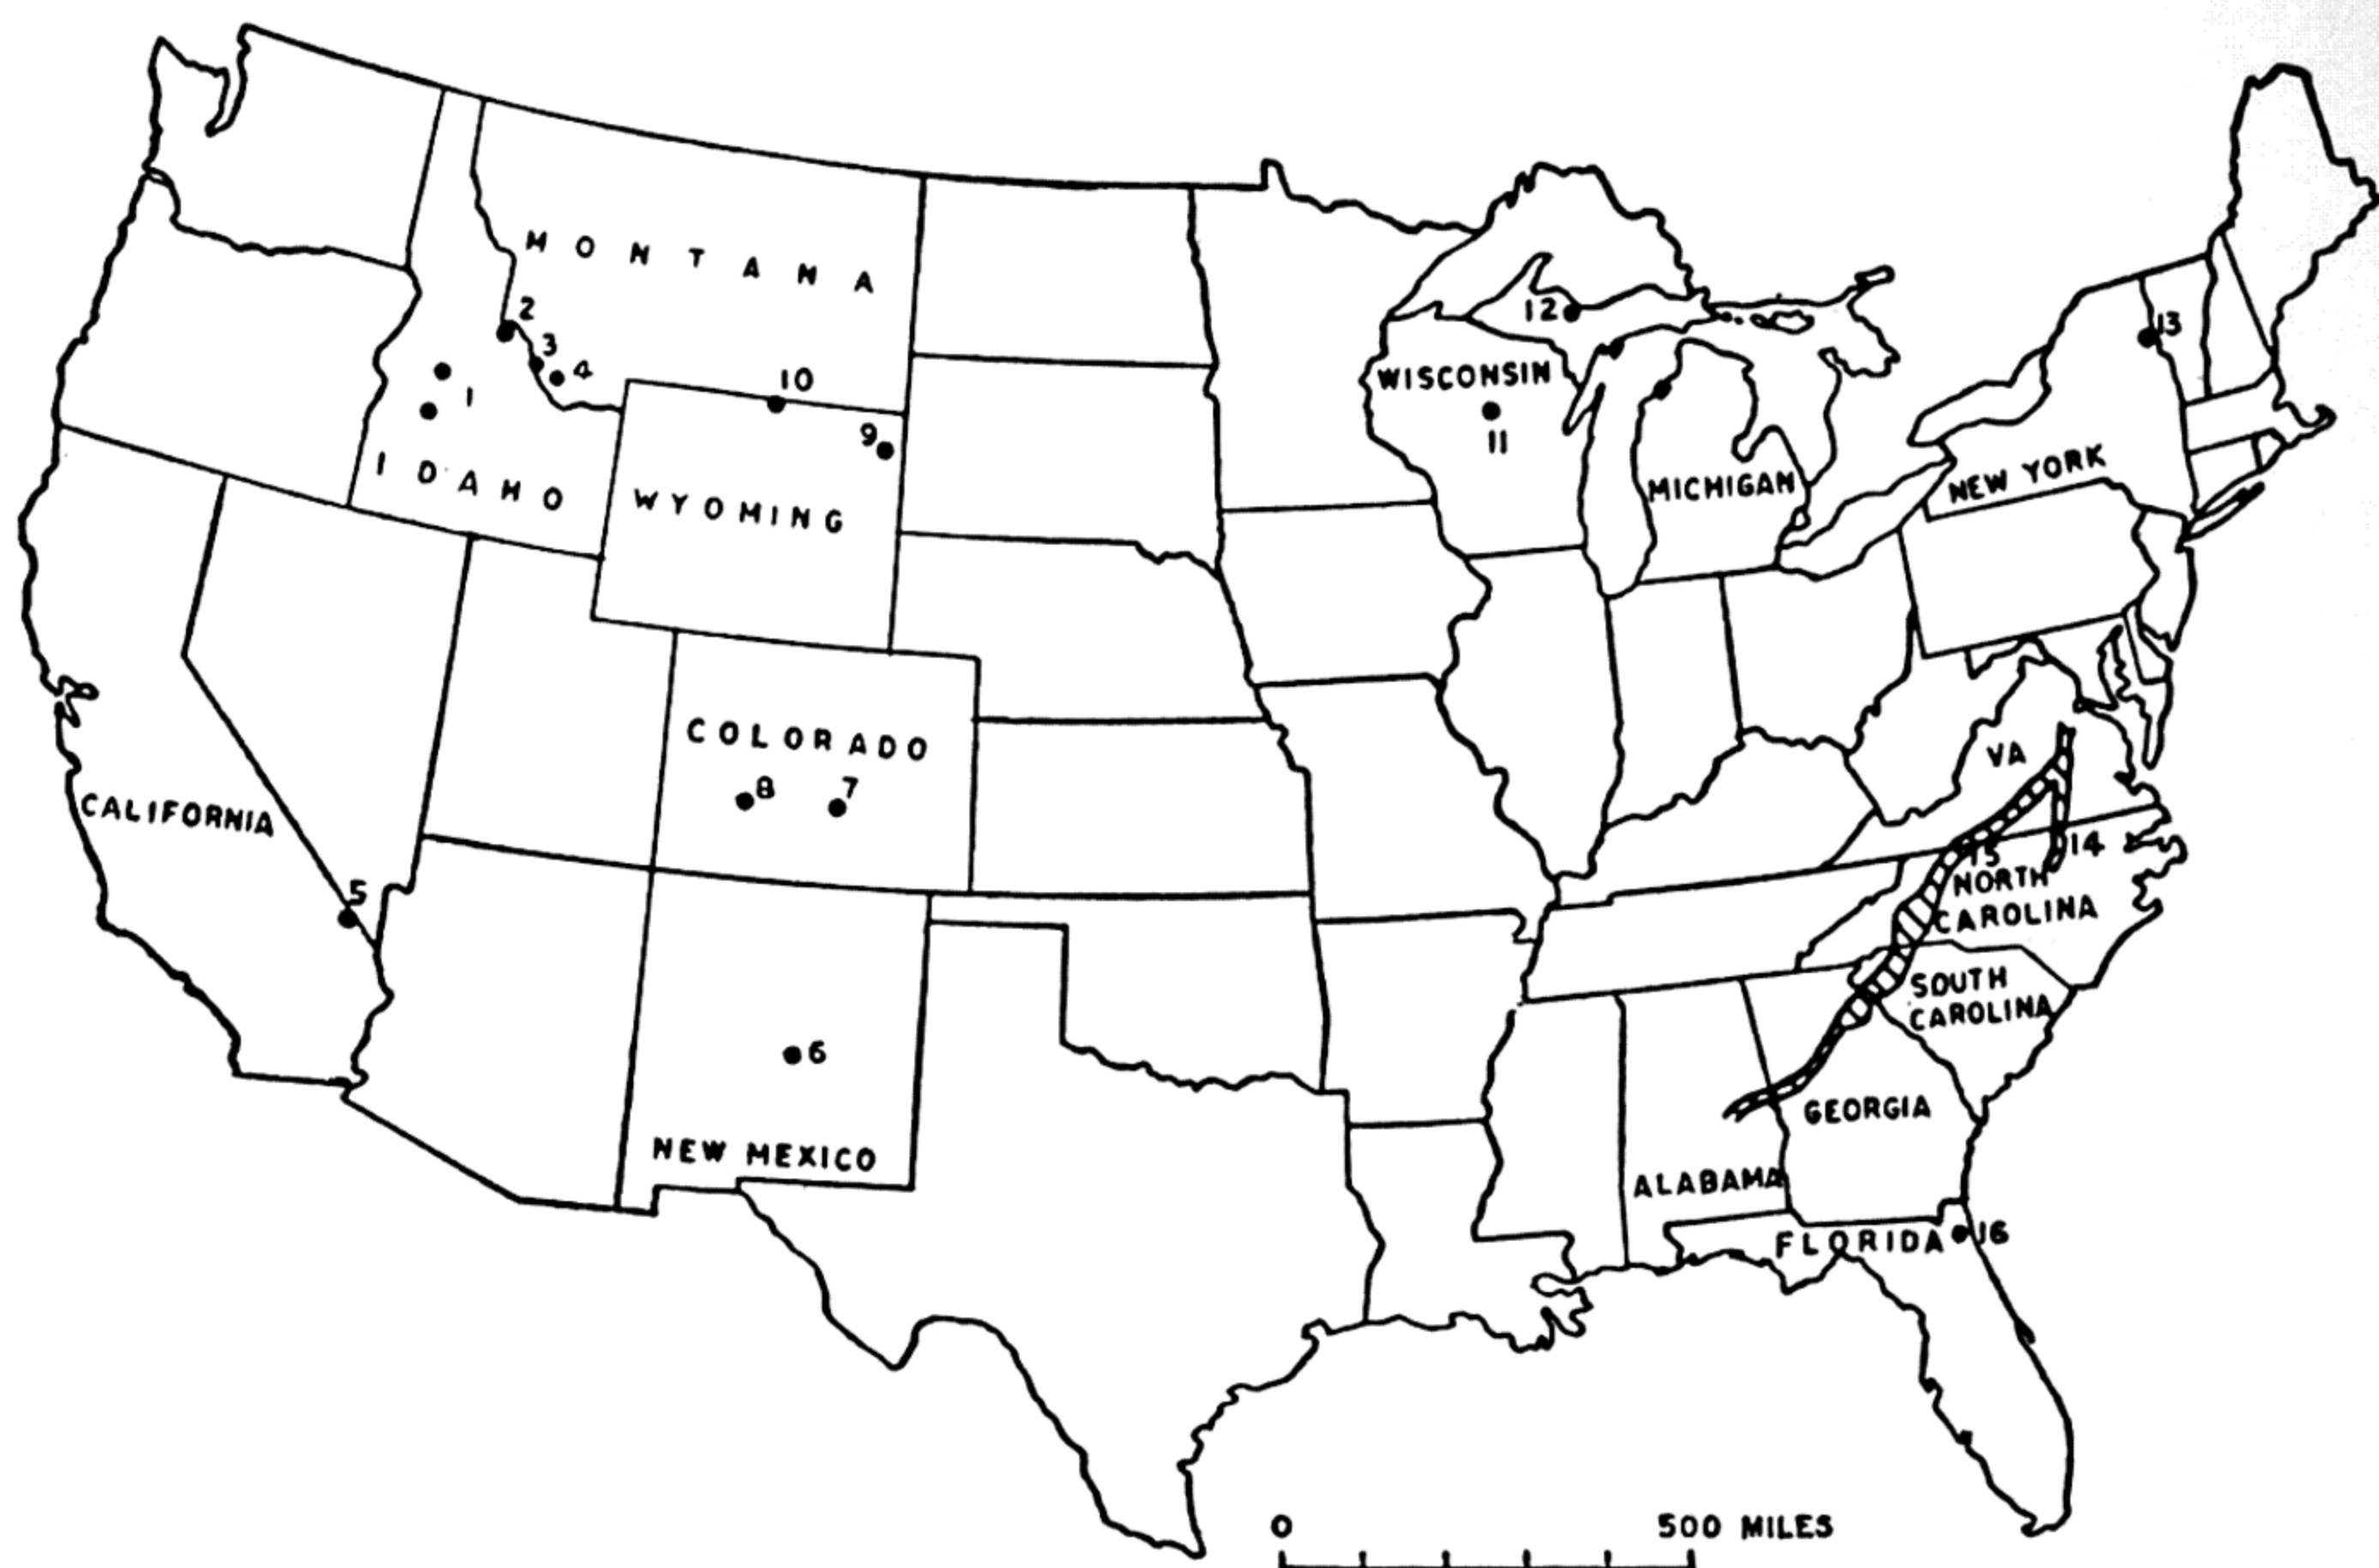 MONTANA
2
3
4
1
10
9
IDAHO
WYOMING
12
WISCONSIN
11
MICHIGAN
13
NEW YORK
COLORADO
8
7
CALIFORNIA
5
6
NEW MEXICO
VA
14
15
NORTH
CAROLINA
SOUTH
CAROLINA
GEORGIA
ALABAMA
FLORIDA
16
0
500 MILES